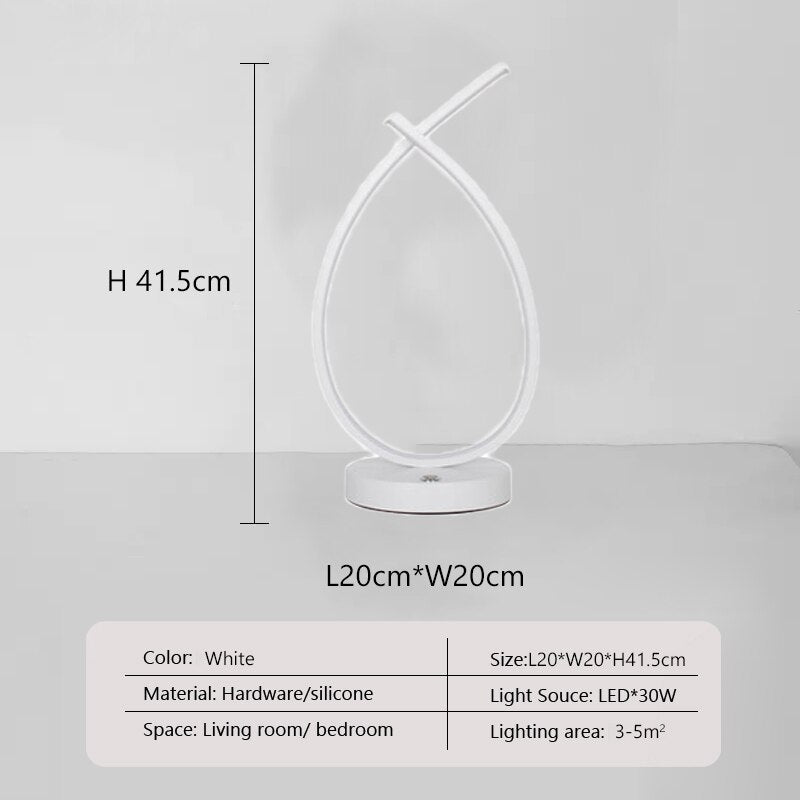 H 41.5cm
L20cm*W20cm
Color: White
Size:L20*W20*H41.5cm
Material: Hardware/silicone
Light Souce: LED*30W
Space: Living room/ bedroom
Lighting area: 3-5m²